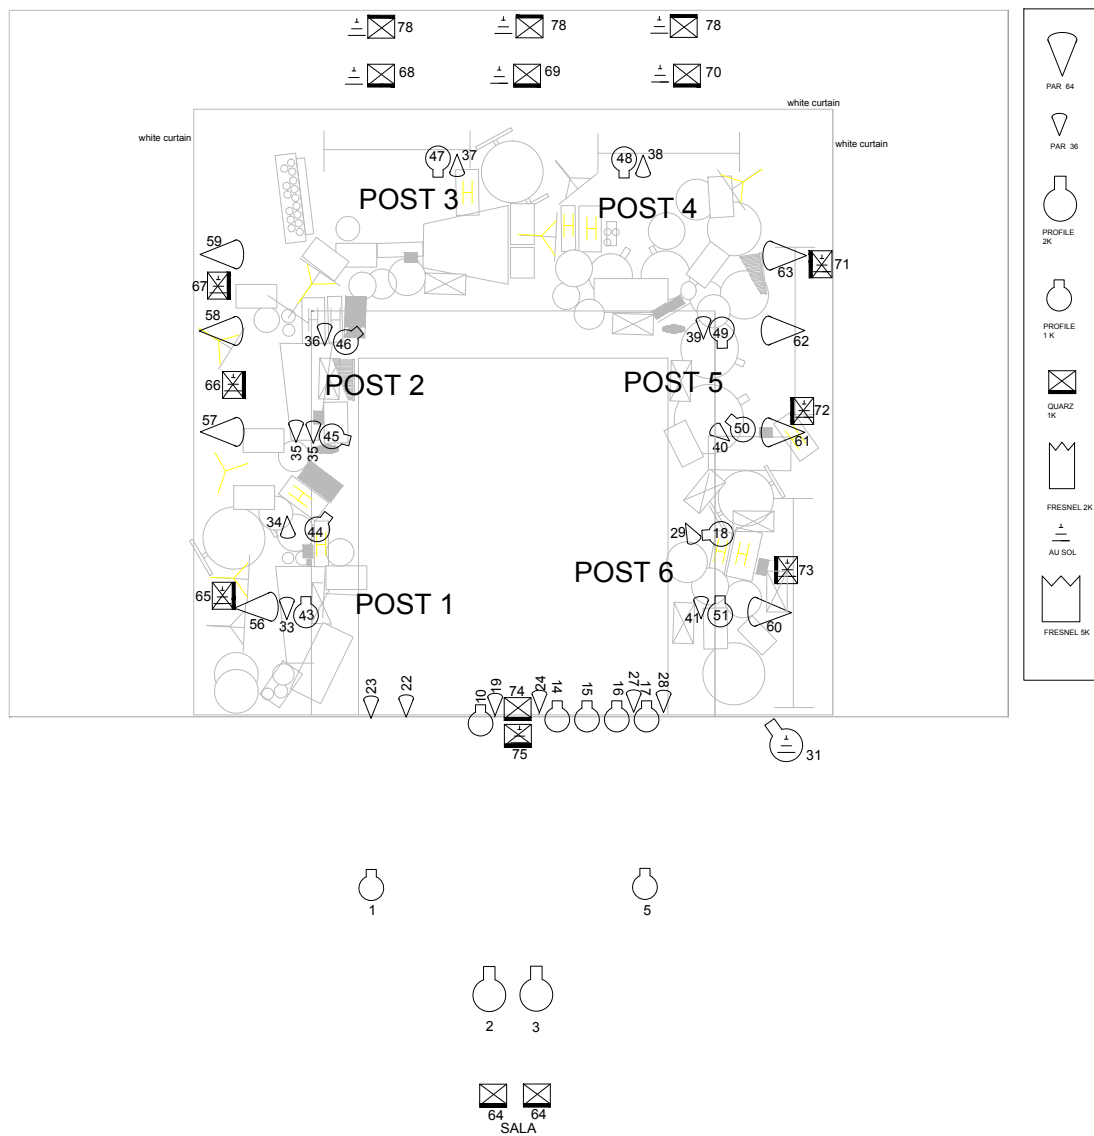 78 78 78
68 69 70
white curtain
white curtain
white curtain
47 37 48 38
POST 3 POST 4
59 63 71
67
58 36 46 39 49 62
66 POST 2 POST 5 72
57 35 35 45 40 50 61
34 44 29 18
POST 6 73
65 POST 1
56 33 43 41 51 60
23 22 10 19 74 24 14 15 16 27 17 28
75 31
1 5
2 3
64 64
SALA
PAR 64
PAR 36
PROFILE
2K
PROFILE
1 K
QUARZ
1K
FRESNEL 2K
AU SOL
FRESNEL 5K